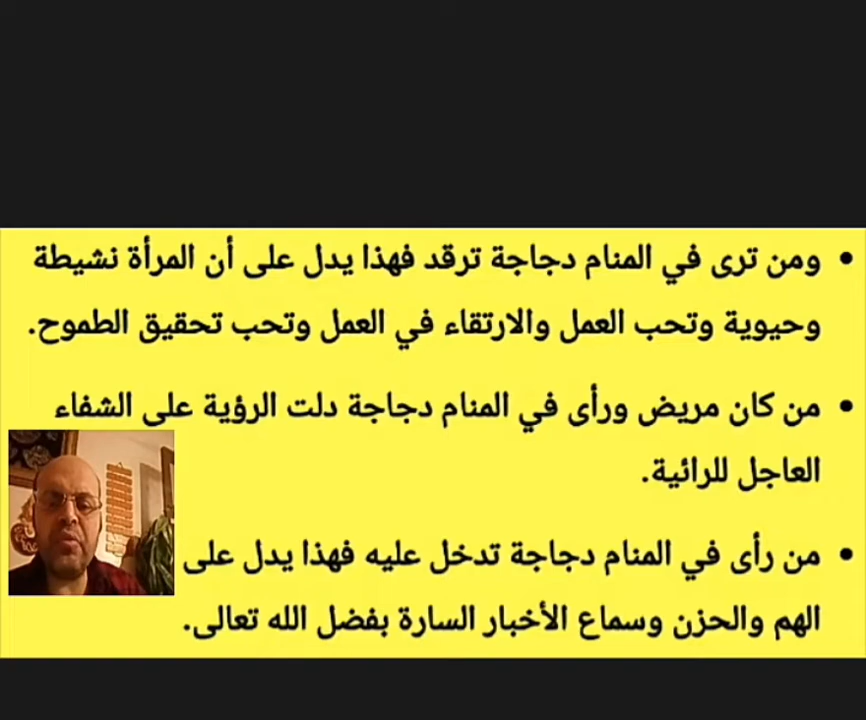 • ومن ترى في المنام دجاجة ترقد فهذا يدل على أن المرأة نشيطة
وحيوية وتحب العمل والارتقاء في العمل وتحب تحقيق الطموح.
• من كان مريض ورأى في المنام دجاجة دلت الرؤية على الشفاء
العاجل للرائية.
• من رأى في المنام دجاجة تدخل عليه فهذا يدل على
الهم والحزن وسماع الأخبار السارة بفضل الله تعالى.